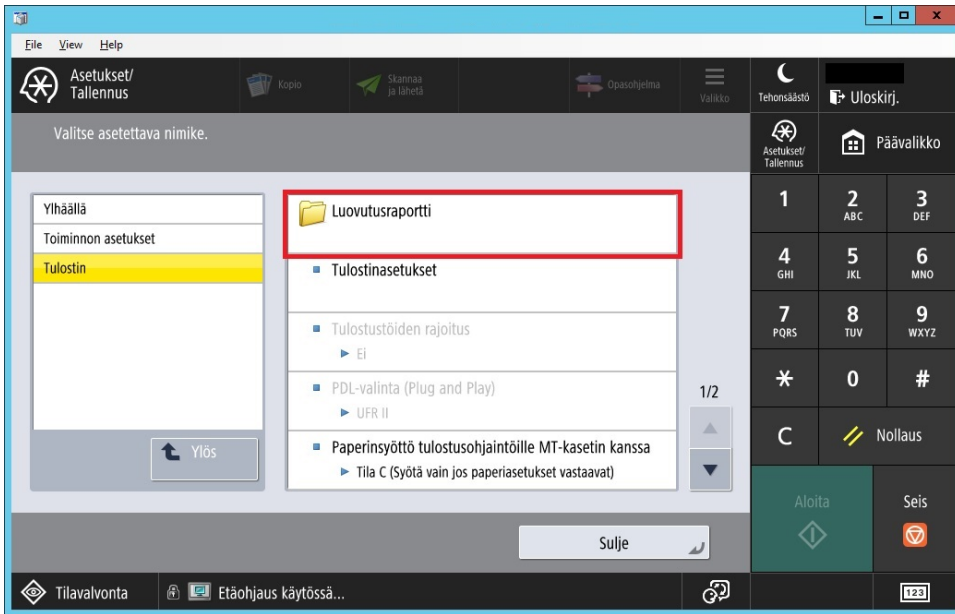 File View Help
Asetukset/
Tallennus
Kopio
Skannaa
ja lähetä
Opasohjelma
Valikko
Tehonsäästö
Uloskirj.
Valitse asetettava nimike.
Asetukset/
Tallennus
Päävalikko
Ylhäällä
Toiminnon asetukset
Tulostin
Ylös
Luovutusraportti
Tulostinasetukset
Tulostustöiden rajoitus
Ei
PDL-valinta (Plug and Play)
UFR II
Paperinsyöttö tulostusohjaintöille MT-kasetin kanssa
Tila C (Syötä vain jos paperiasetukset vastaavat)
1/2
Sulje
1 2 3
ABC DEF
4 5 6
GHI JKL MNO
7 8 9
PQRS TUV WXYZ
* 0 #
C Nollaus
Aloita Seis
Tilavalvonta
Etäohjaus käytössä...
123